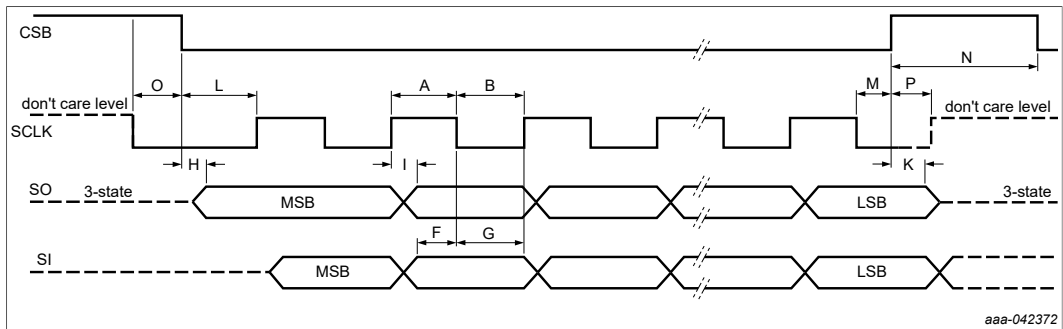 CSB
N
O
L
A
B
M
P
don't care level
don't care level
SCLK
H
I
K
SO
3-state
MSB
LSB
3-state
F
G
SI
MSB
LSB
aaa-042372